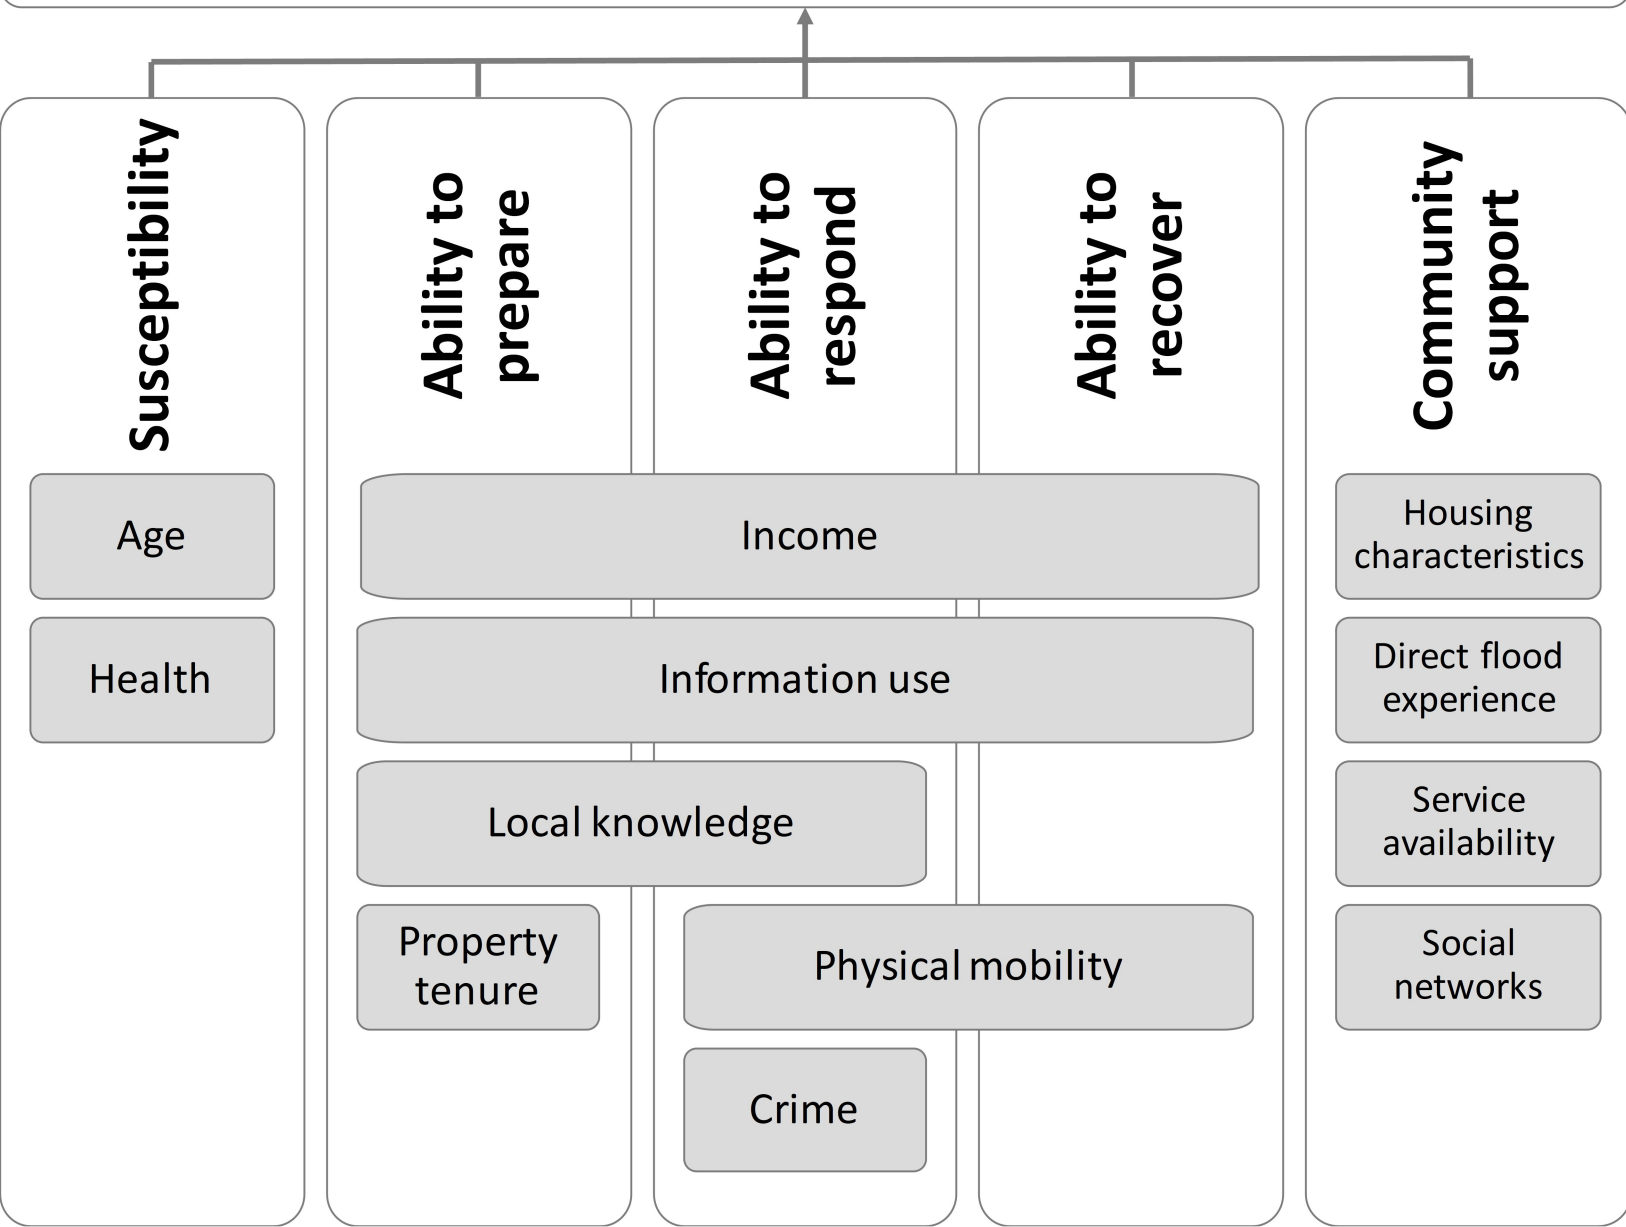 Susceptibility
Ability to
prepare
Ability to
respond
Ability to
recover
Community
support
Age
Income
Housing
characteristics
Health
Information use
Direct flood
experience
Local knowledge
Service
availability
Property
tenure
Physical mobility
Social
networks
Crime